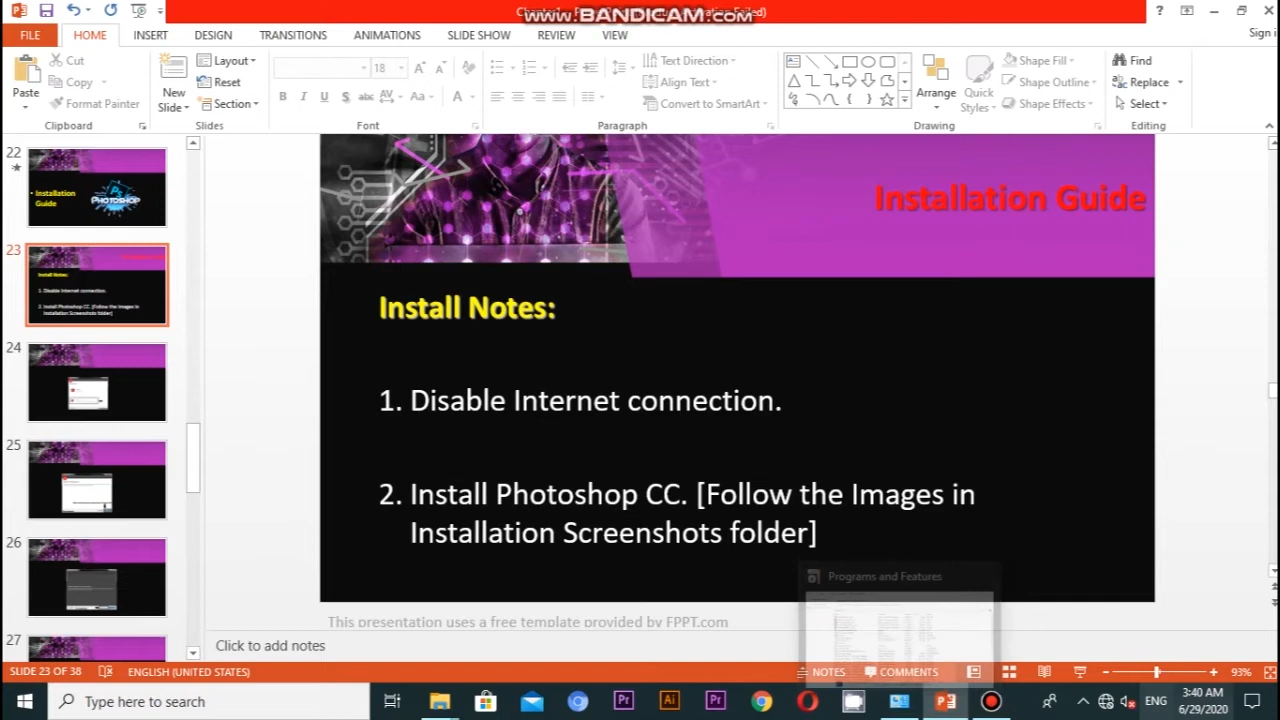 www.BANDICAM.com
FILE HOME INSERT DESIGN TRANSITIONS ANIMATIONS SLIDE SHOW REVIEW VIEW Sign i
Cut
Copy
Format Painter
Paste
Clipboard
New
Slide
Layout
Reset
Section
Slides
18
Font
Text Direction
Align Text
Convert to SmartArt
Paragraph
Arrange
Quick
Styles
Shape Fill
Shape Outline
Shape Effects
Drawing
Find
Replace
Select
Editing
22
Installation
Guide
PHOTOSHOP
23
Install Notes:
1. Disable Internet connection.
2. Install Photoshop CC. [Follow the Images in
Installation Screenshots folder]
24
25
26
27
Installation Guide
Install Notes:
1. Disable Internet connection.
2. Install Photoshop CC. [Follow the Images in
Installation Screenshots folder]
Programs and Features
This presentation uses a free template provided by FPPT.com
Click to add notes
SLIDE 23 OF 38 ENGLISH (UNITED STATES) NOTES COMMENTS 93%
Type here to search
Pr Ai Pr
ENG
3:40 AM
6/29/2020